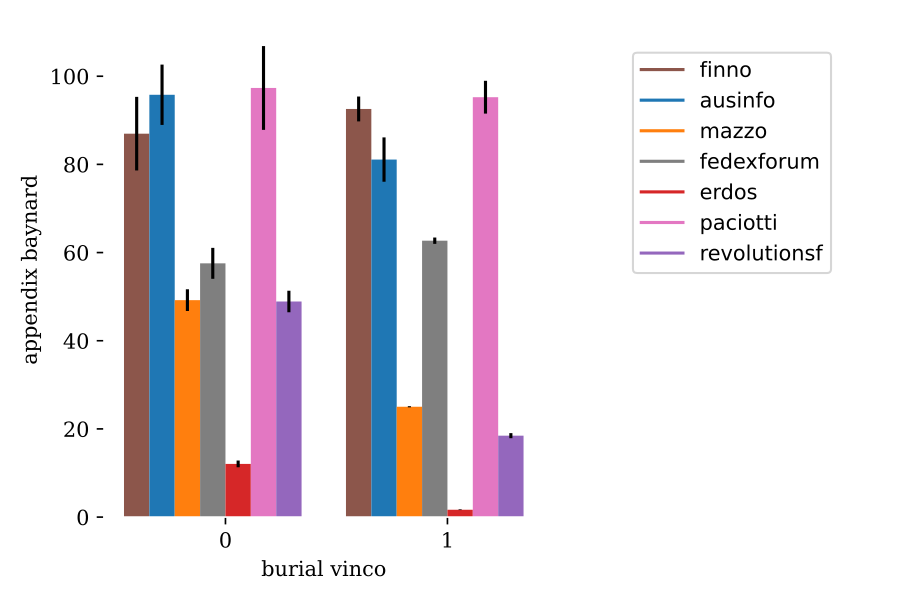 100
80
60
40
20
0
appendix baynard
0
1
burial vinco
finno
ausinfo
mazzo
fedexforum
erdos
paciotti
revolutionsf